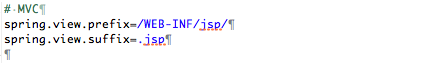 # MVC
spring.view.prefix=/WEB-INF/jsp/
spring.view.suffix=.jsp